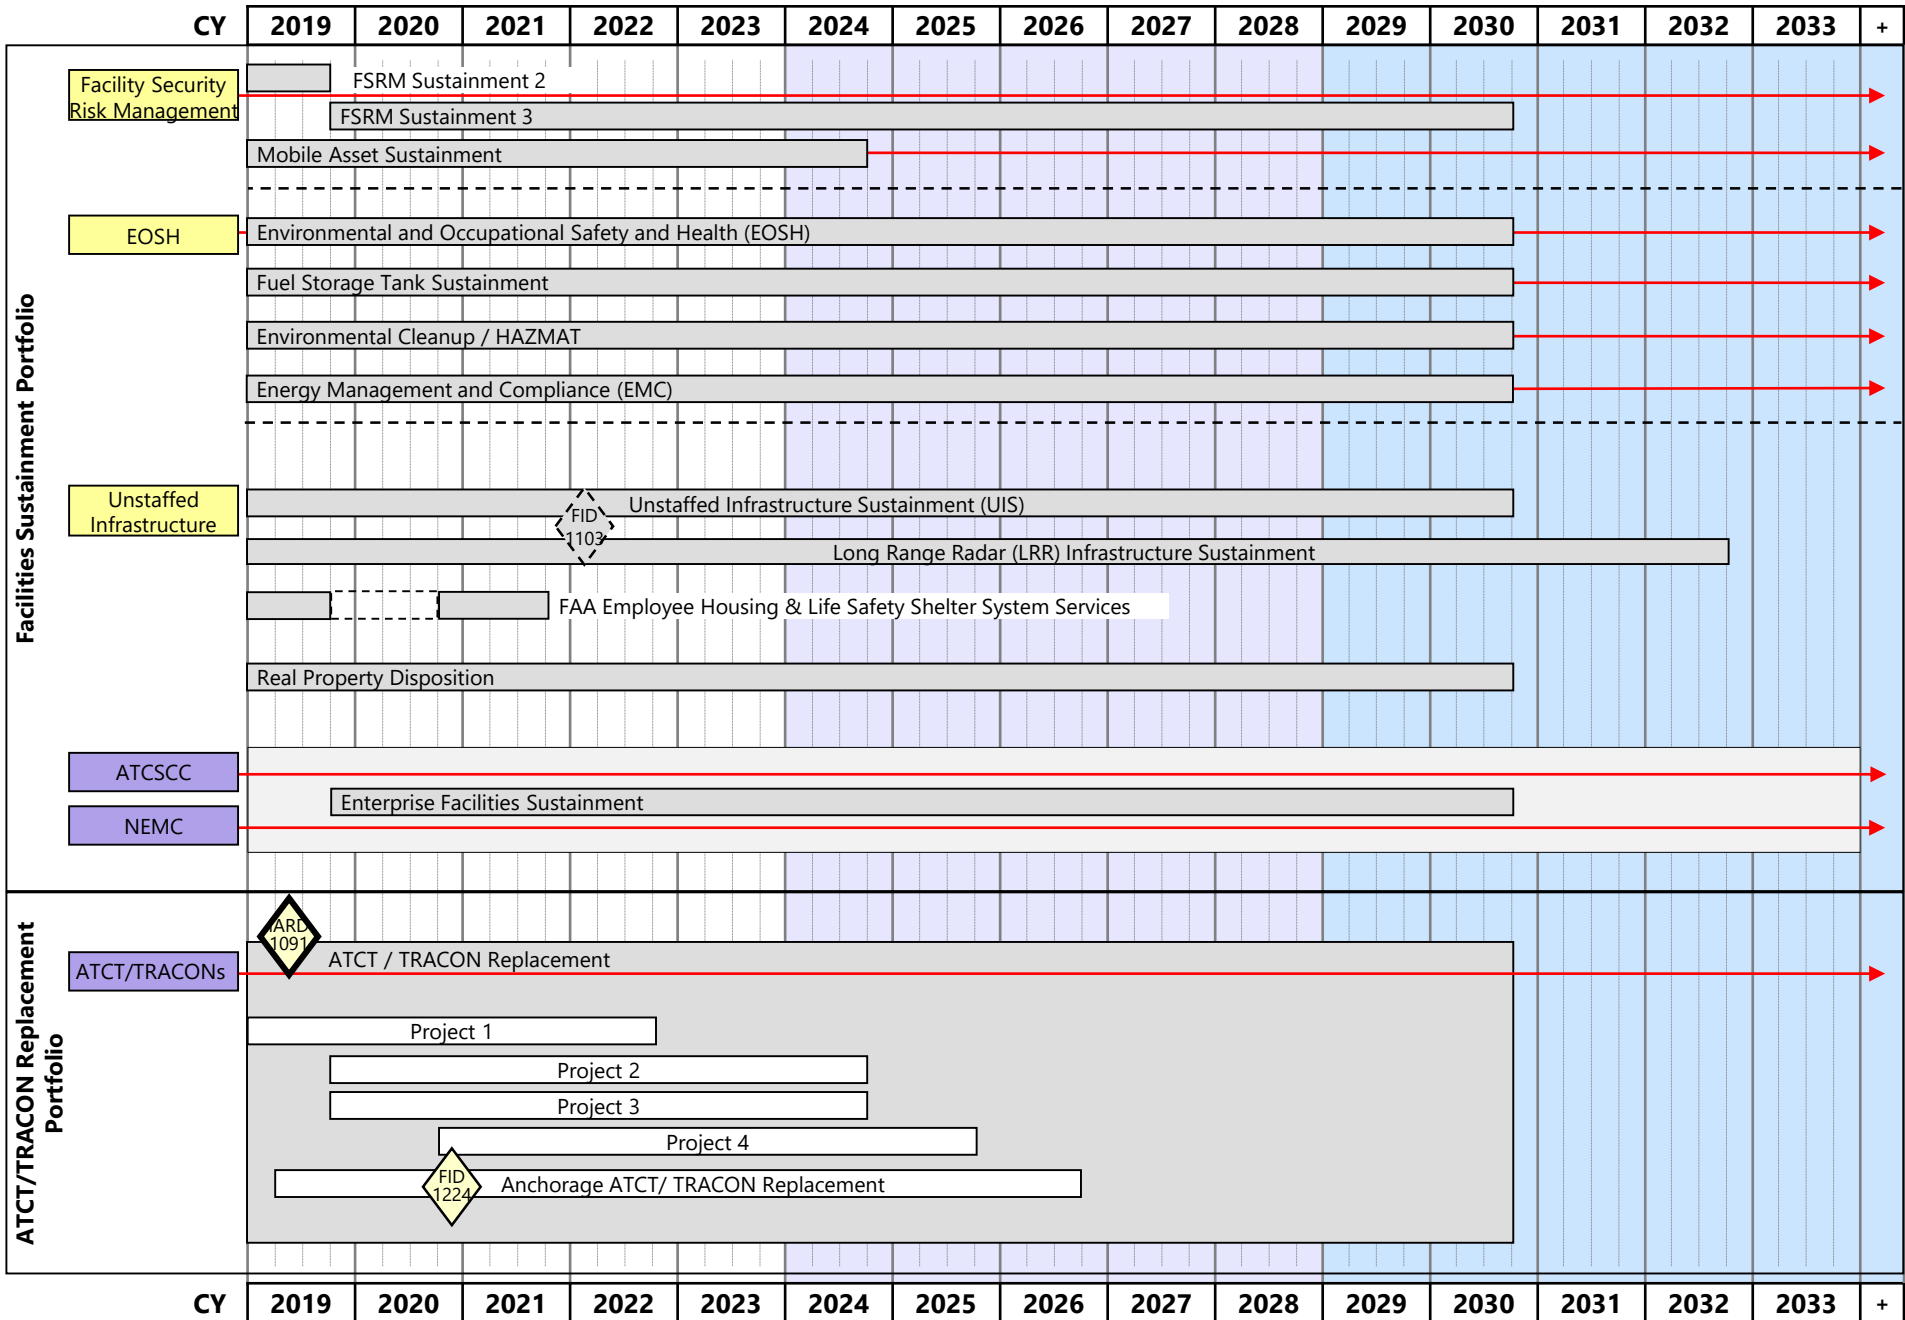 CY 2019 2020 2021 2022 2023 2024 2025 2026 2027 2028 2029 2030 2031 2032 2033 +
Facilities Sustainment Portfolio
Facility Security
Risk Management
FSRM Sustainment 2
FSRM Sustainment 3
Mobile Asset Sustainment
EOSH
Environmental and Occupational Safety and Health (EOSH)
Fuel Storage Tank Sustainment
Environmental Cleanup / HAZMAT
Energy Management and Compliance (EMC)
Unstaffed
Infrastructure
Unstaffed Infrastructure Sustainment (UIS)
FID
1103
Long Range Radar (LRR) Infrastructure Sustainment
FAA Employee Housing & Life Safety Shelter System Services
Real Property Disposition
ATCSCC
Enterprise Facilities Sustainment
NEMC
ATCT/TRACON Replacement
Portfolio
IARD
1091
ATCT/TRACONs
ATCT / TRACON Replacement
Project 1
Project 2
Project 3
Project 4
FID
1224
Anchorage ATCT/ TRACON Replacement
CY 2019 2020 2021 2022 2023 2024 2025 2026 2027 2028 2029 2030 2031 2032 2033 +